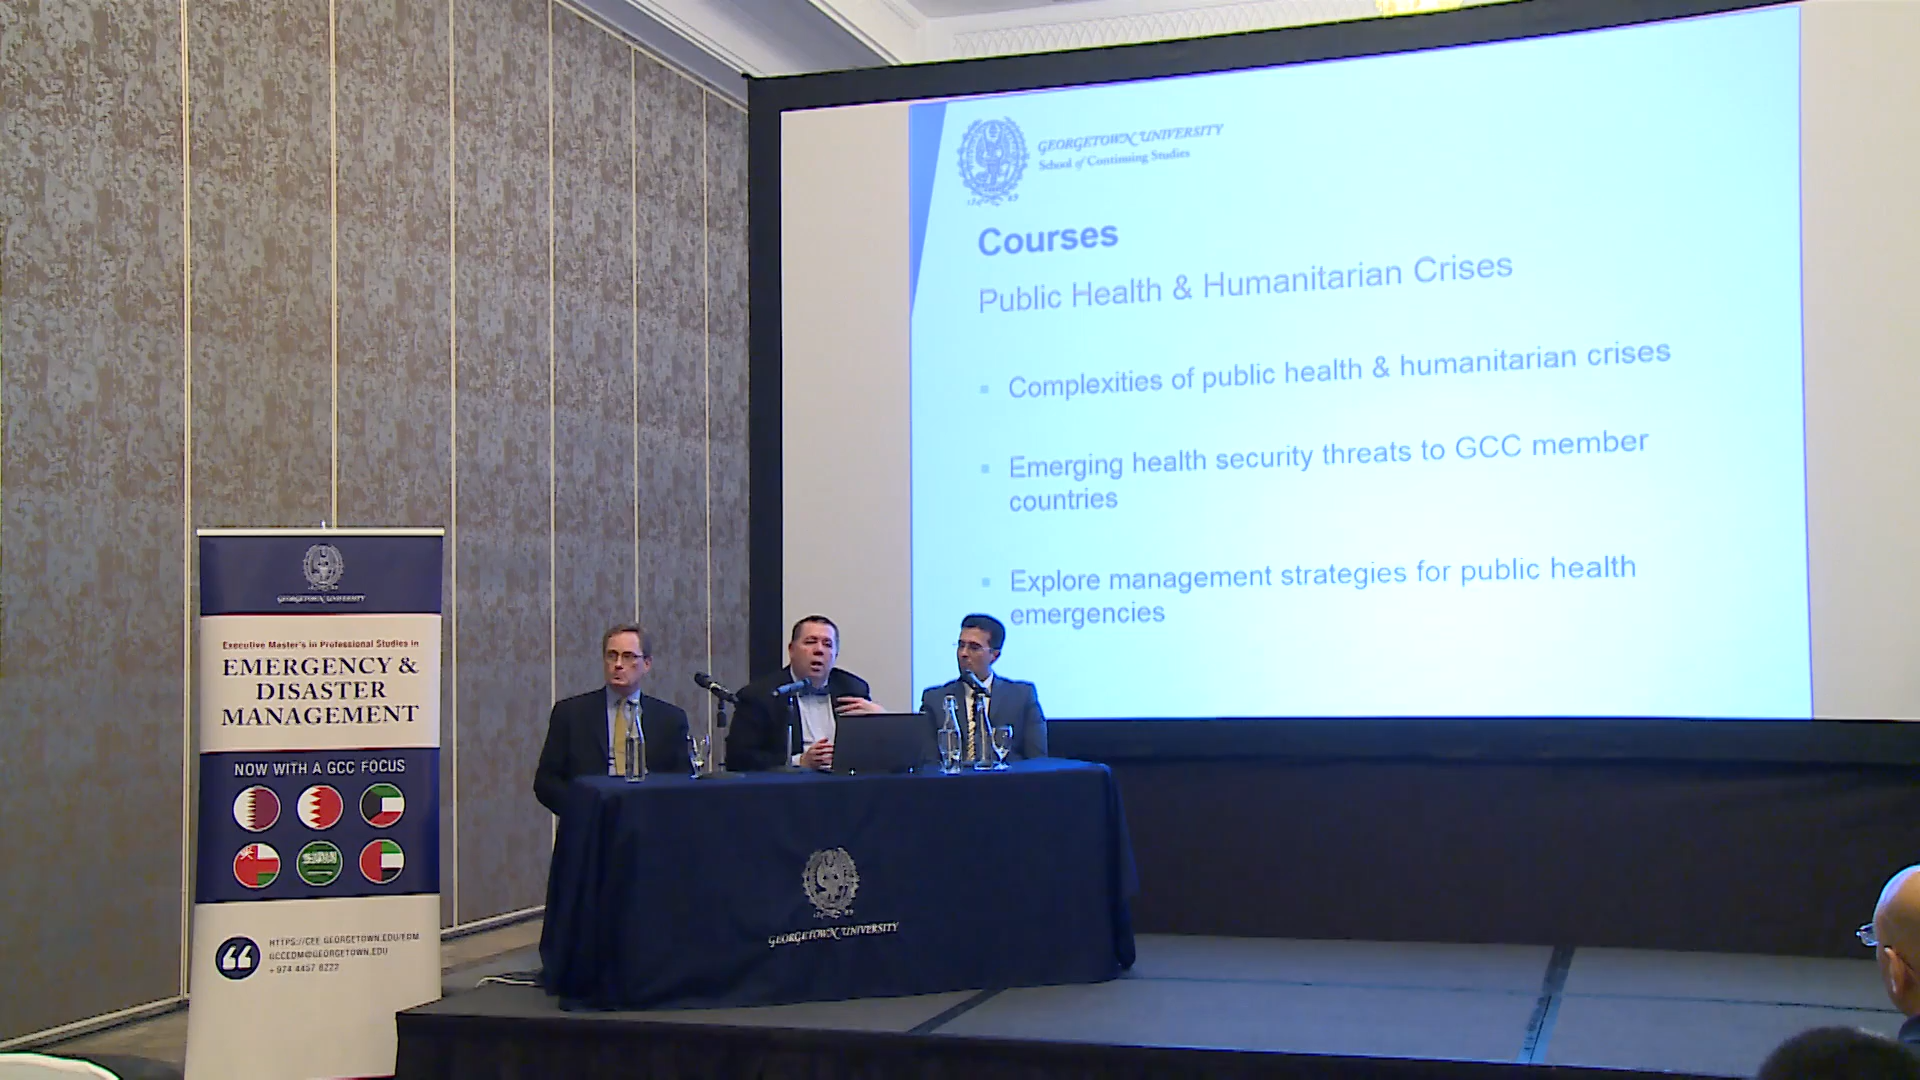 GEORGETOWN UNIVERSITY
School of Continuing Studies
Courses
Public Health & Humanitarian Crises
Complexities of public health & humanitarian crises
Emerging health security threats to GCC member
countries
Explore management strategies for public health
emergencies
GEORGETOWN UNIVERSITY
Executive Master's in Professional Studies in
EMERGENCY &
DISASTER
MANAGEMENT
NOW WITH A GCC FOCUS
HTTPS://CEE.GEORGETOWN.EDU/EDM
GCCEDM@GEORGETOWN.EDU
+ 974 4457 8222
GEORGETOWN UNIVERSITY